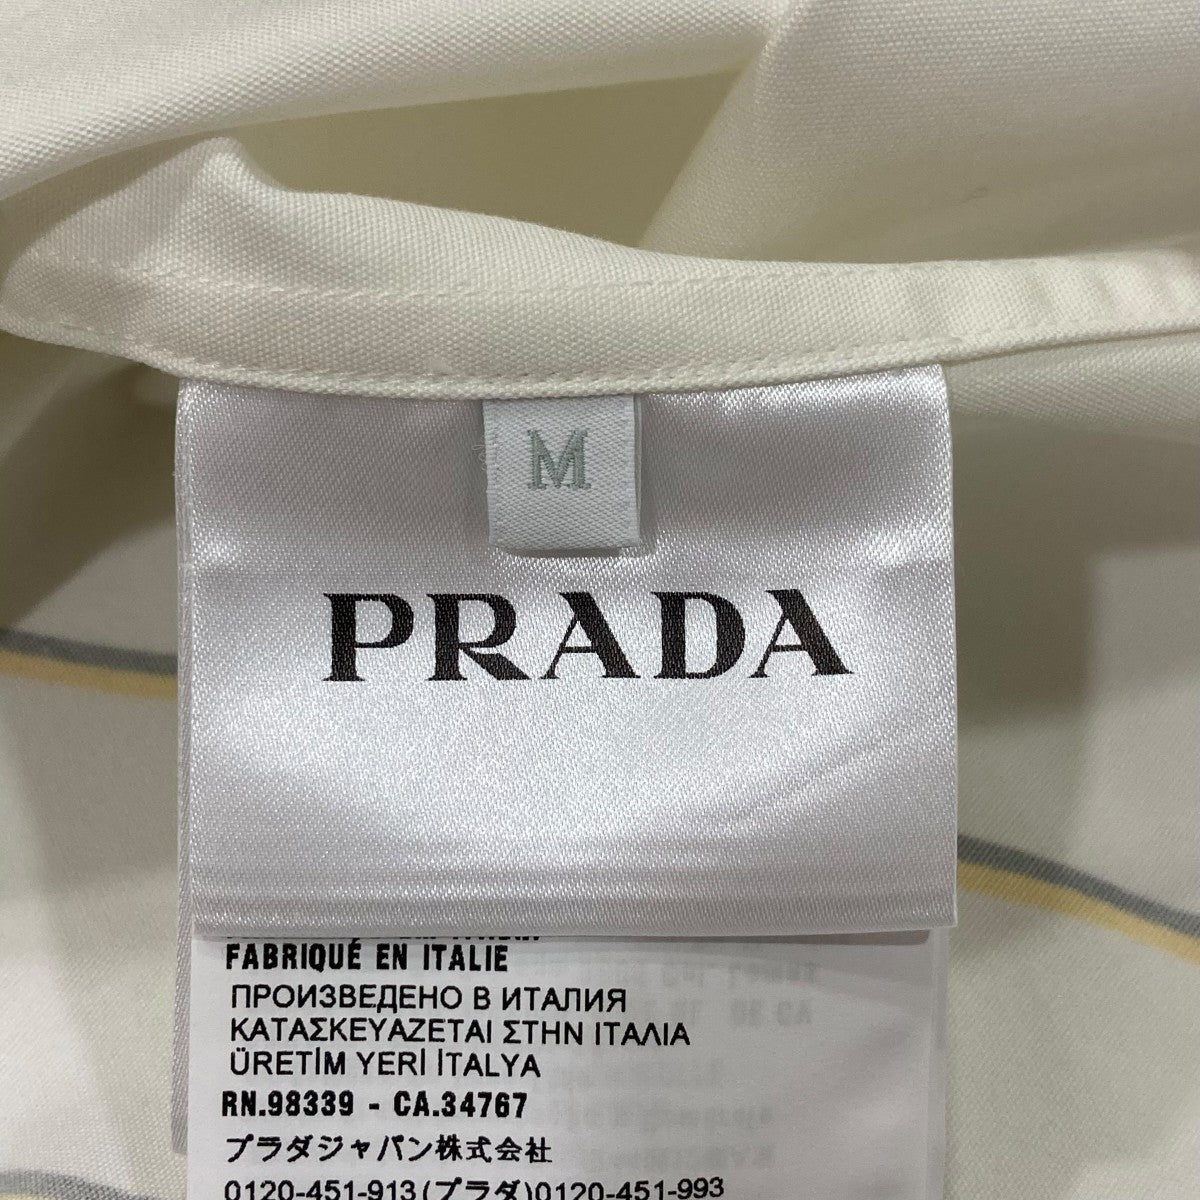 M
PRADA
FABRIQUÉ EN ITALIE
ПРОИЗВЕДЕНО В ИТАЛИЯ
ΚΑΤΑΣΚΕΥΑΖΕΤΑΙ ΣΤΗΝ ΙΤΑΛΙΑ
ÜRETİM YERİ İTALYA
RN.98339 - CA.34767
プラダジャパン株式会社
0120-451-913(プラダ)0120-451-993